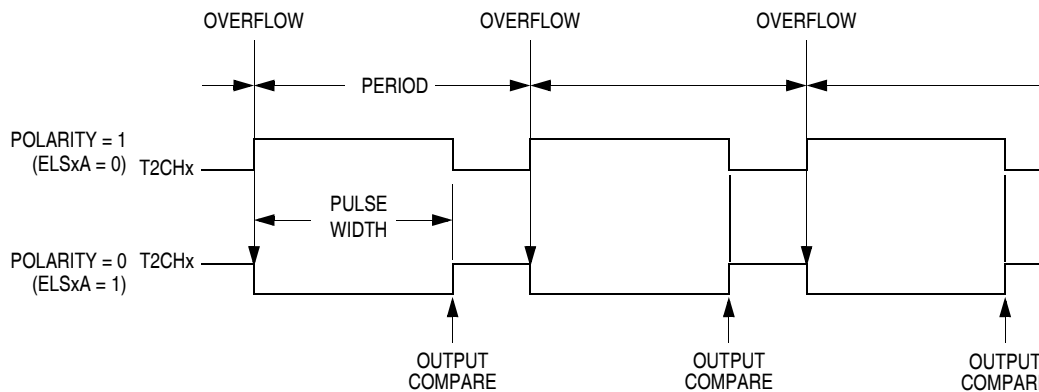 OVERFLOW OVERFLOW OVERFLOW
PERIOD
POLARITY = 1
(ELSxA = 0) T2CHx
PULSE
WIDTH
POLARITY = 0 T2CHx
(ELSxA = 1)
OUTPUT
COMPARE
OUTPUT
COMPARE
OUTPUT
COMPARE